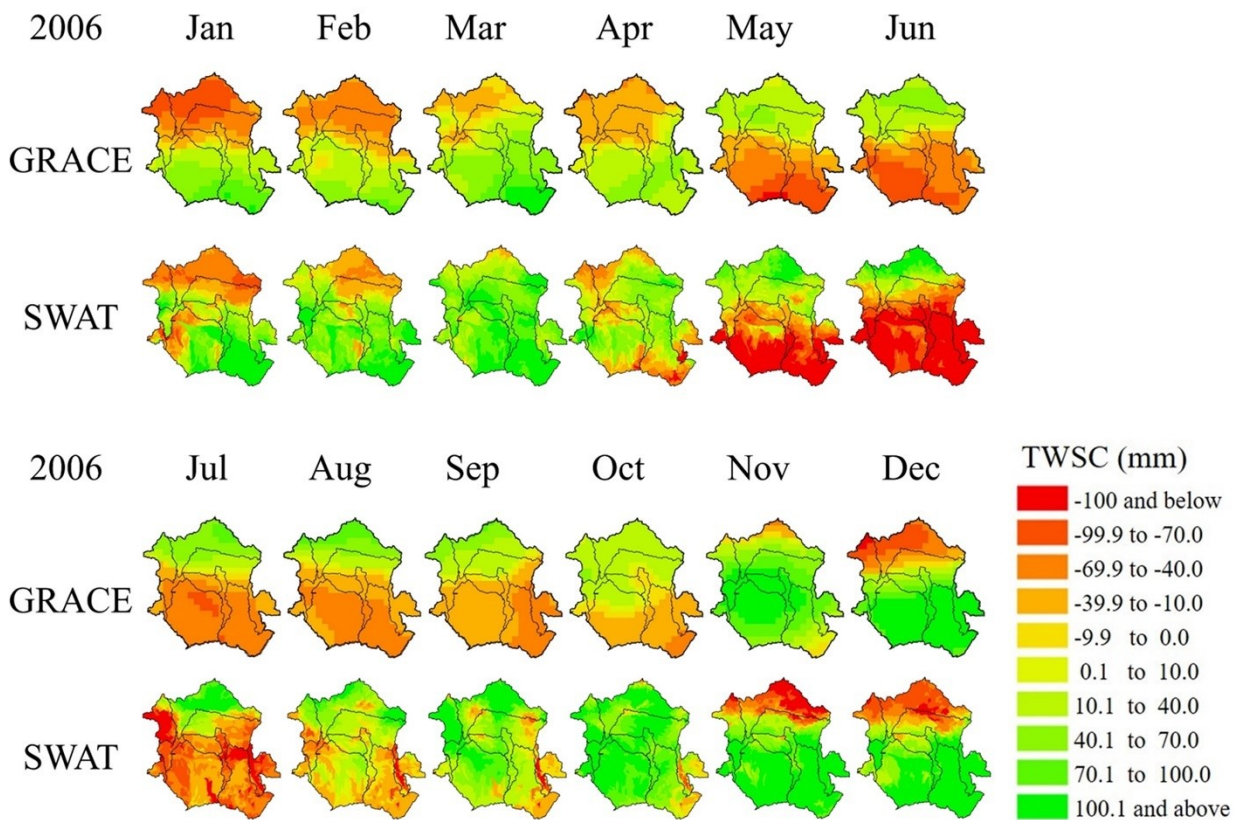 2006 Jan Feb Mar Apr May Jun
GRACE
SWAT
2006 Jul Aug Sep Oct Nov Dec
GRACE
SWAT
TWSC (mm)
-100 and below
-99.9 to -70.0
-69.9 to -40.0
-39.9 to -10.0
-9.9 to 0.0
0.1 to 10.0
10.1 to 40.0
40.1 to 70.0
70.1 to 100.0
100.1 and above